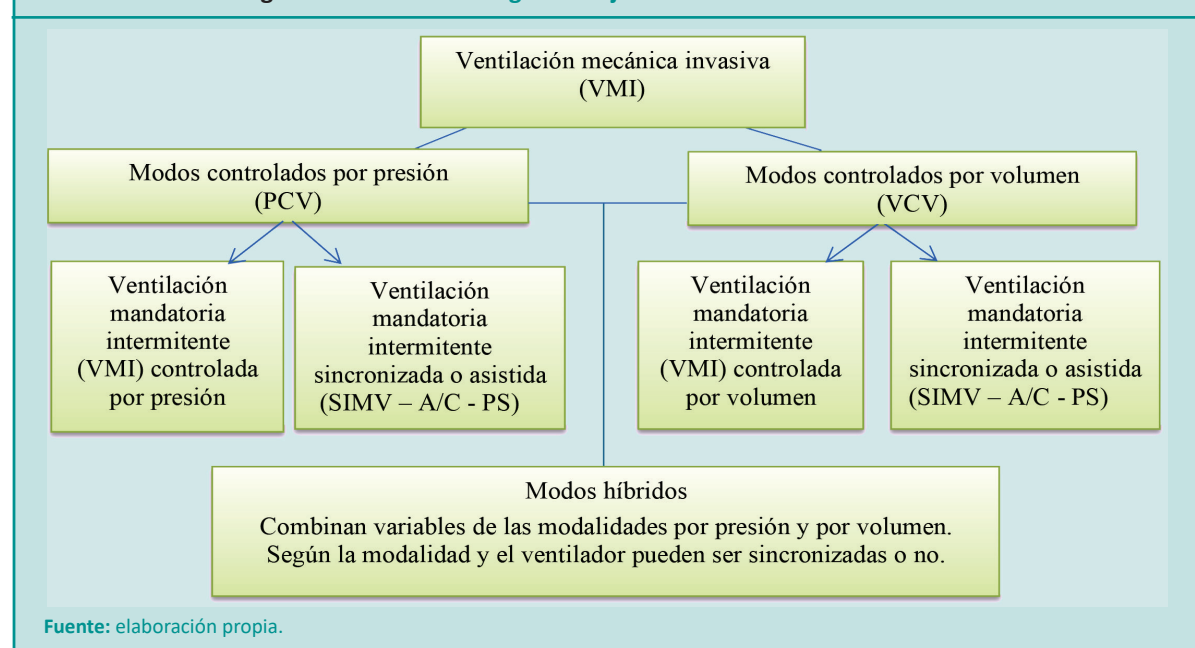 Ventilación mecánica invasiva
(VMI)
Modos controlados por presión
(PCV)
Modos controlados por volumen
(VCV)
Ventilación
mandatoria
intermitente
(VMI) controlada
por presión
Ventilación
mandatoria
intermitente
sincronizada o asistida
(SIMV – A/C - PS)
Ventilación
mandatoria
intermitente
(VMI) controlada
por volumen
Ventilación
mandatoria
intermitente
sincronizada o asistida
(SIMV – A/C - PS)
Modos híbridos
Combinan variables de las modalidades por presión y por volumen.
Según la modalidad y el ventilador pueden ser sincronizadas o no.
Fuente: elaboración propia.